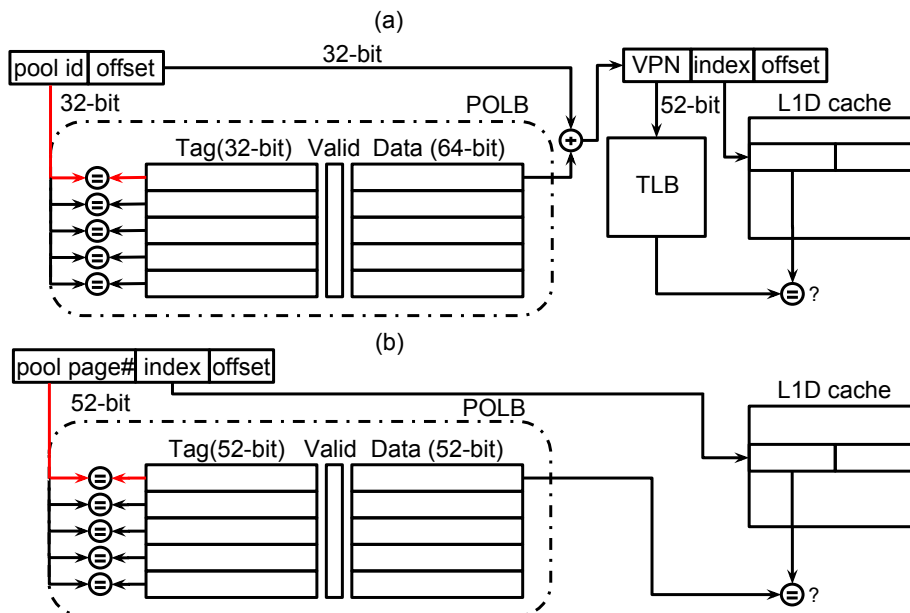 (a)
pool id offset
32-bit
32-bit
POLB
Tag(32-bit) Valid Data (64-bit)
=
=
=
=
=
+
VPN index offset
52-bit
TLB
L1D cache
= ?
(b)
pool page# index offset
52-bit
POLB
Tag(52-bit) Valid Data (52-bit)
=
=
=
=
=
L1D cache
= ?